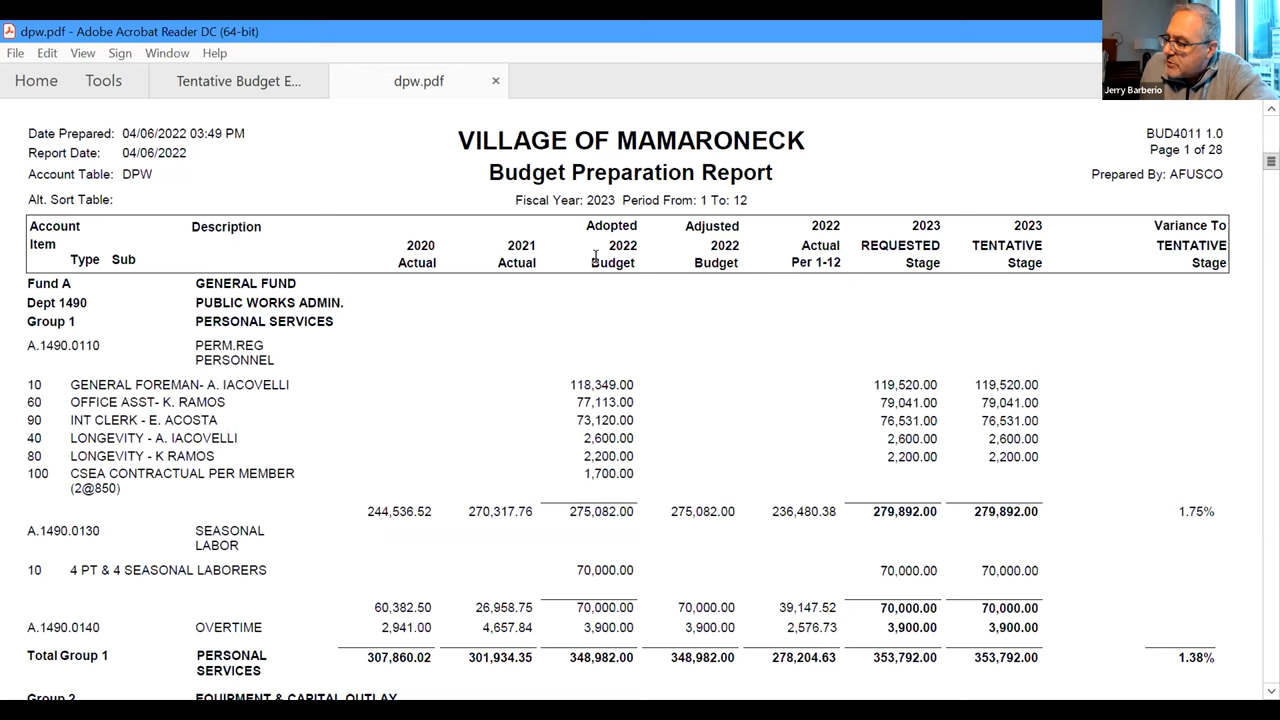 dpw.pdf - Adobe Acrobat Reader DC (64-bit)
File Edit View Sign Window Help
Home Tools Tentative Budget E... dpw.pdf ×
Jerry Barberio
Date Prepared: 04/06/2022 03:49 PM
Report Date: 04/06/2022
Account Table: DPW
Alt. Sort Table:
VILLAGE OF MAMARONECK
Budget Preparation Report
Fiscal Year: 2023 Period From: 1 To: 12
BUD4011 1.0
Page 1 of 28
Prepared By: AFUSCO
Account Description Adopted Adjusted 2022 2023 2023 Variance To
Item 2020 2021 2022 2022 Actual REQUESTED TENTATIVE TENTATIVE
Type Sub Actual Actual Budget Budget Per 1-12 Stage Stage Stage
Fund A GENERAL FUND
Dept 1490 PUBLIC WORKS ADMIN.
Group 1 PERSONAL SERVICES
A.1490.0110 PERM.REG
PERSONNEL
10 GENERAL FOREMAN- A. IACOVELLI 118,349.00 119,520.00 119,520.00
60 OFFICE ASST- K. RAMOS 77,113.00 79,041.00 79,041.00
90 INT CLERK - E. ACOSTA 73,120.00 76,531.00 76,531.00
40 LONGEVITY - A. IACOVELLI 2,600.00 2,600.00 2,600.00
80 LONGEVITY - K RAMOS 2,200.00 2,200.00 2,200.00
100 CSEA CONTRACTUAL PER MEMBER 1,700.00
(2@850)
244,536.52 270,317.76 275,082.00 275,082.00 236,480.38 279,892.00 279,892.00 1.75%
A.1490.0130 SEASONAL
LABOR
10 4 PT & 4 SEASONAL LABORERS 70,000.00 70,000.00 70,000.00
60,382.50 26,958.75 70,000.00 70,000.00 39,147.52 70,000.00 70,000.00
A.1490.0140 OVERTIME 2,941.00 4,657.84 3,900.00 3,900.00 2,576.73 3,900.00 3,900.00
Total Group 1 PERSONAL 307,860.02 301,934.35 348,982.00 348,982.00 278,204.63 353,792.00 353,792.00 1.38%
SERVICES
Group 2 EQUIPMENT & CAPITAL OUTLAY